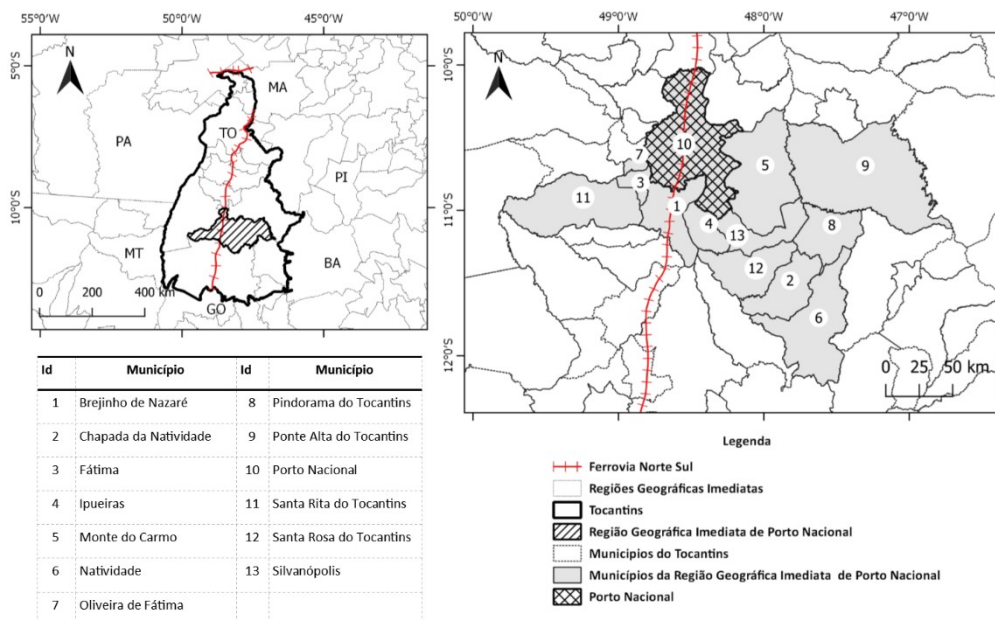 55°0'W 50°0'W 45°0'W
5°0'S
10°0'S
N
MA
PA
TO
PI
MT
BA
GO
0 200 400 km
55°0'W 50°0'W 45°0'W
50°0'W 49°0'W 48°0'W 47°0'W
10°0'S
11°0'S
12°0'S
N
10
7
3
5
9
11
1
4
13
8
12
2
6
0 25 50 km
Id Município Id Município
1 Brejinho de Nazaré 8 Pindorama do Tocantins
2 Chapada da Natividade 9 Ponte Alta do Tocantins
3 Fátima 10 Porto Nacional
4 Ipueiras 11 Santa Rita do Tocantins
5 Monte do Carmo 12 Santa Rosa do Tocantins
6 Natividade 13 Silvanópolis
7 Oliveira de Fátima
Legenda
Ferrovia Norte Sul
Regiões Geográficas Imediatas
Tocantins
Região Geográfica Imediata de Porto Nacional
Municipios do Tocantins
Municípios da Região Geográfica Imediata de Porto Nacional
Porto Nacional